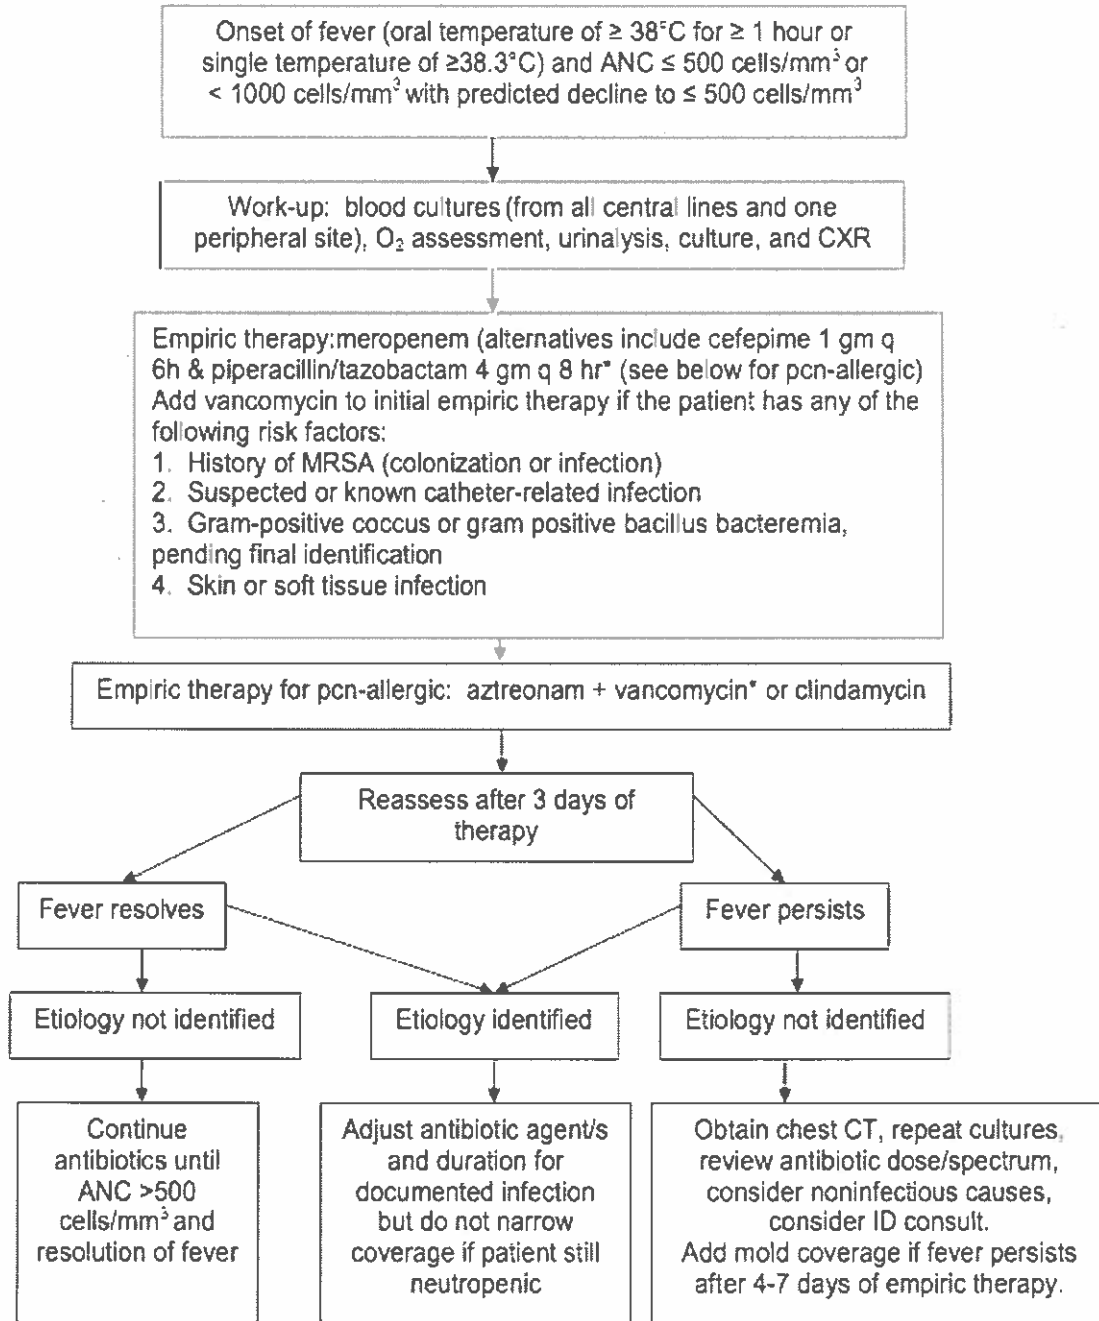 Onset of fever (oral temperature of ≥ 38°C for ≥ 1 hour or
single temperature of ≥38.3°C) and ANC ≤ 500 cells/mm³ or
< 1000 cells/mm³ with predicted decline to ≤ 500 cells/mm³
Work-up: blood cultures (from all central lines and one
peripheral site), O₂ assessment, urinalysis, culture, and CXR
Empiric therapy:meropenem (alternatives include cefepime 1 gm q
6h & piperacillin/tazobactam 4 gm q 8 hr* (see below for pcn-allergic)
Add vancomycin to initial empiric therapy if the patient has any of the
following risk factors:
1. History of MRSA (colonization or infection)
2. Suspected or known catheter-related infection
3. Gram-positive coccus or gram positive bacillus bacteremia,
pending final identification
4. Skin or soft tissue infection
Empiric therapy for pcn-allergic: aztreonam + vancomycin* or clindamycin
Reassess after 3 days of
therapy
Fever resolves
Fever persists
Etiology not identified
Etiology identified
Etiology not identified
Continue
antibiotics until
ANC >500
cells/mm³ and
resolution of fever
Adjust antibiotic agent/s
and duration for
documented infection
but do not narrow
coverage if patient still
neutropenic
Obtain chest CT, repeat cultures,
review antibiotic dose/spectrum,
consider noninfectious causes,
consider ID consult.
Add mold coverage if fever persists
after 4-7 days of empiric therapy.